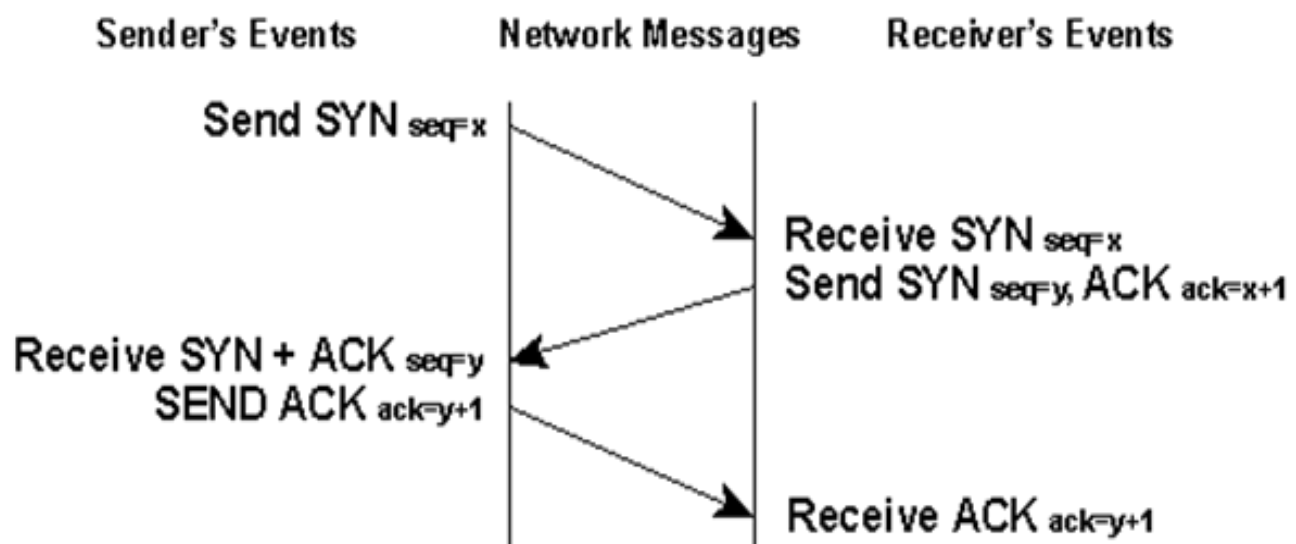 Sender's Events Network Messages Receiver's Events
Send SYN seq=x
Receive SYN seq=x
Send SYN seq=y, ACK ack=x+1
Receive SYN + ACK seq=y
SEND ACK ack=y+1
Receive ACK ack=y+1